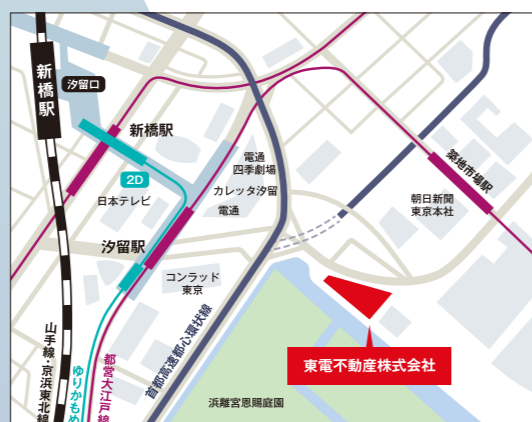 新橋駅
汐留口
新橋駅
2D
日本テレビ
電通
四季劇場
カレッタ汐留
電通
築地市場駅
朝日新聞
東京本社
汐留駅
コンラッド
東京
首都高速都心環状線
山手線・京浜東北線
ゆりかもめ
都営大江戸線
東電不動産株式会社
浜離宮恩賜庭園